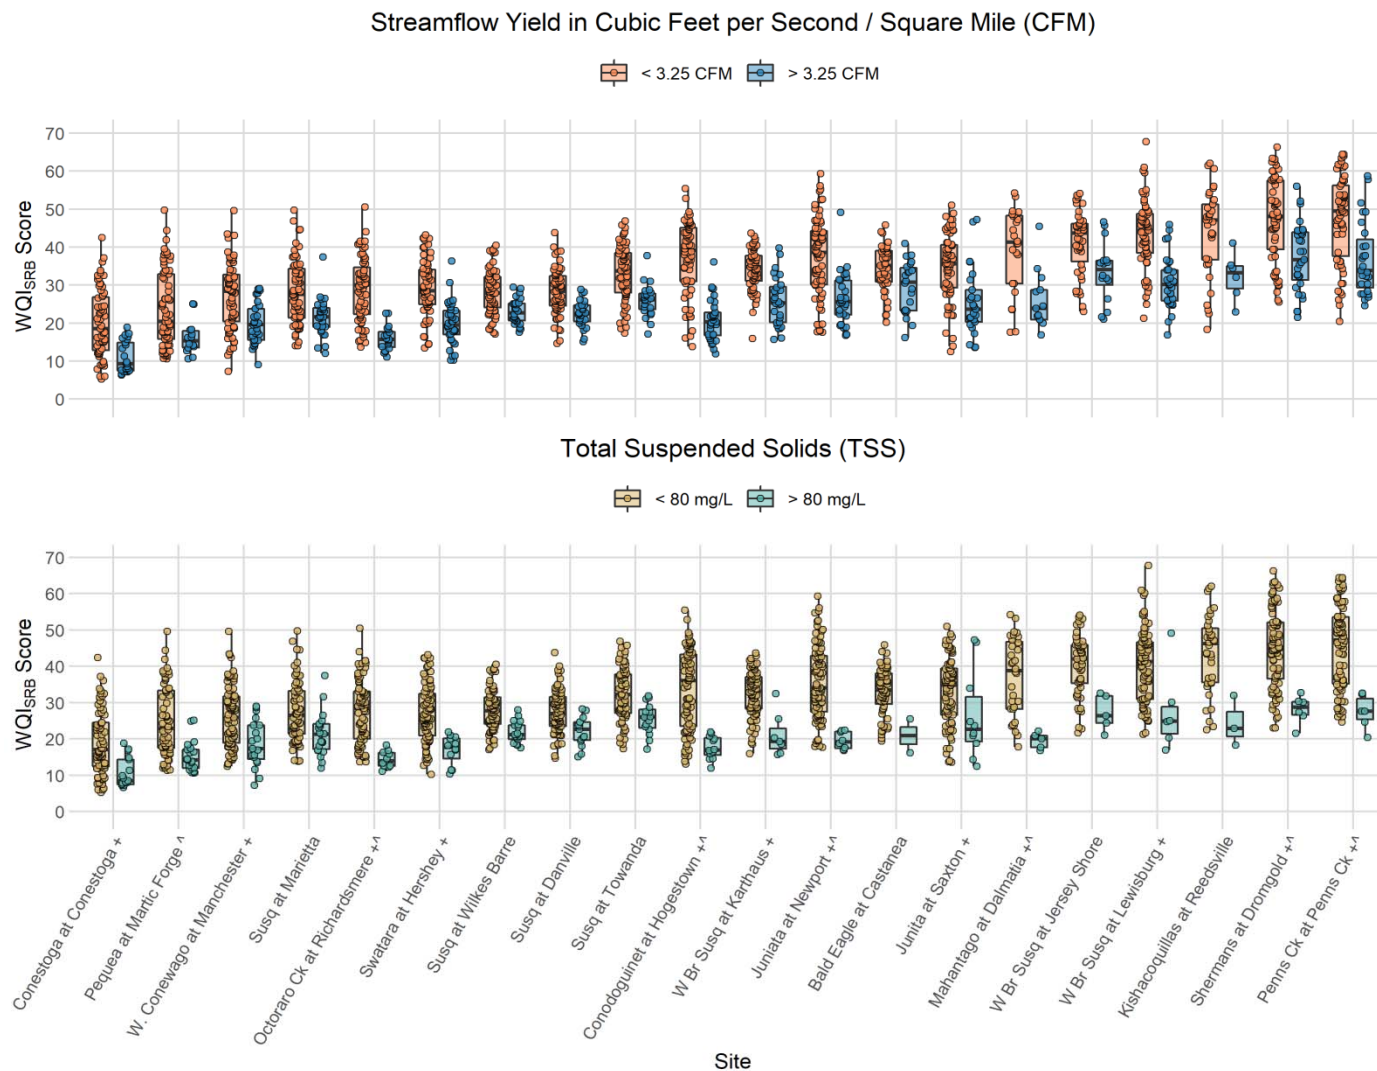 Streamflow Yield in Cubic Feet per Second / Square Mile (CFM)
< 3.25 CFM > 3.25 CFM
WQISRB Score
70
60
50
40
30
20
10
0
Total Suspended Solids (TSS)
< 80 mg/L > 80 mg/L
WQISRB Score
70
60
50
40
30
20
10
0
Conestoga at Conestoga +
Pequea at Martic Forge ^
W. Conewago at Manchester +
Susq at Marietta
Octoraro Ck at Richardsmere +^
Swatara at Hershey +
Susq at Wilkes Barre
Susq at Danville
Susq at Towanda
Conodoguinet at Hogestown +^
W Br Susq at Karthaus +
Juniata at Newport +^
Bald Eagle at Castanea
Junita at Saxton +
Mahantago at Dalmatia +^
W Br Susq at Jersey Shore
W Br Susq at Lewisburg +
Kishacoquillas at Reedsville
Shermans at Dromgold +^
Penns Ck at Penns Ck +^
Site